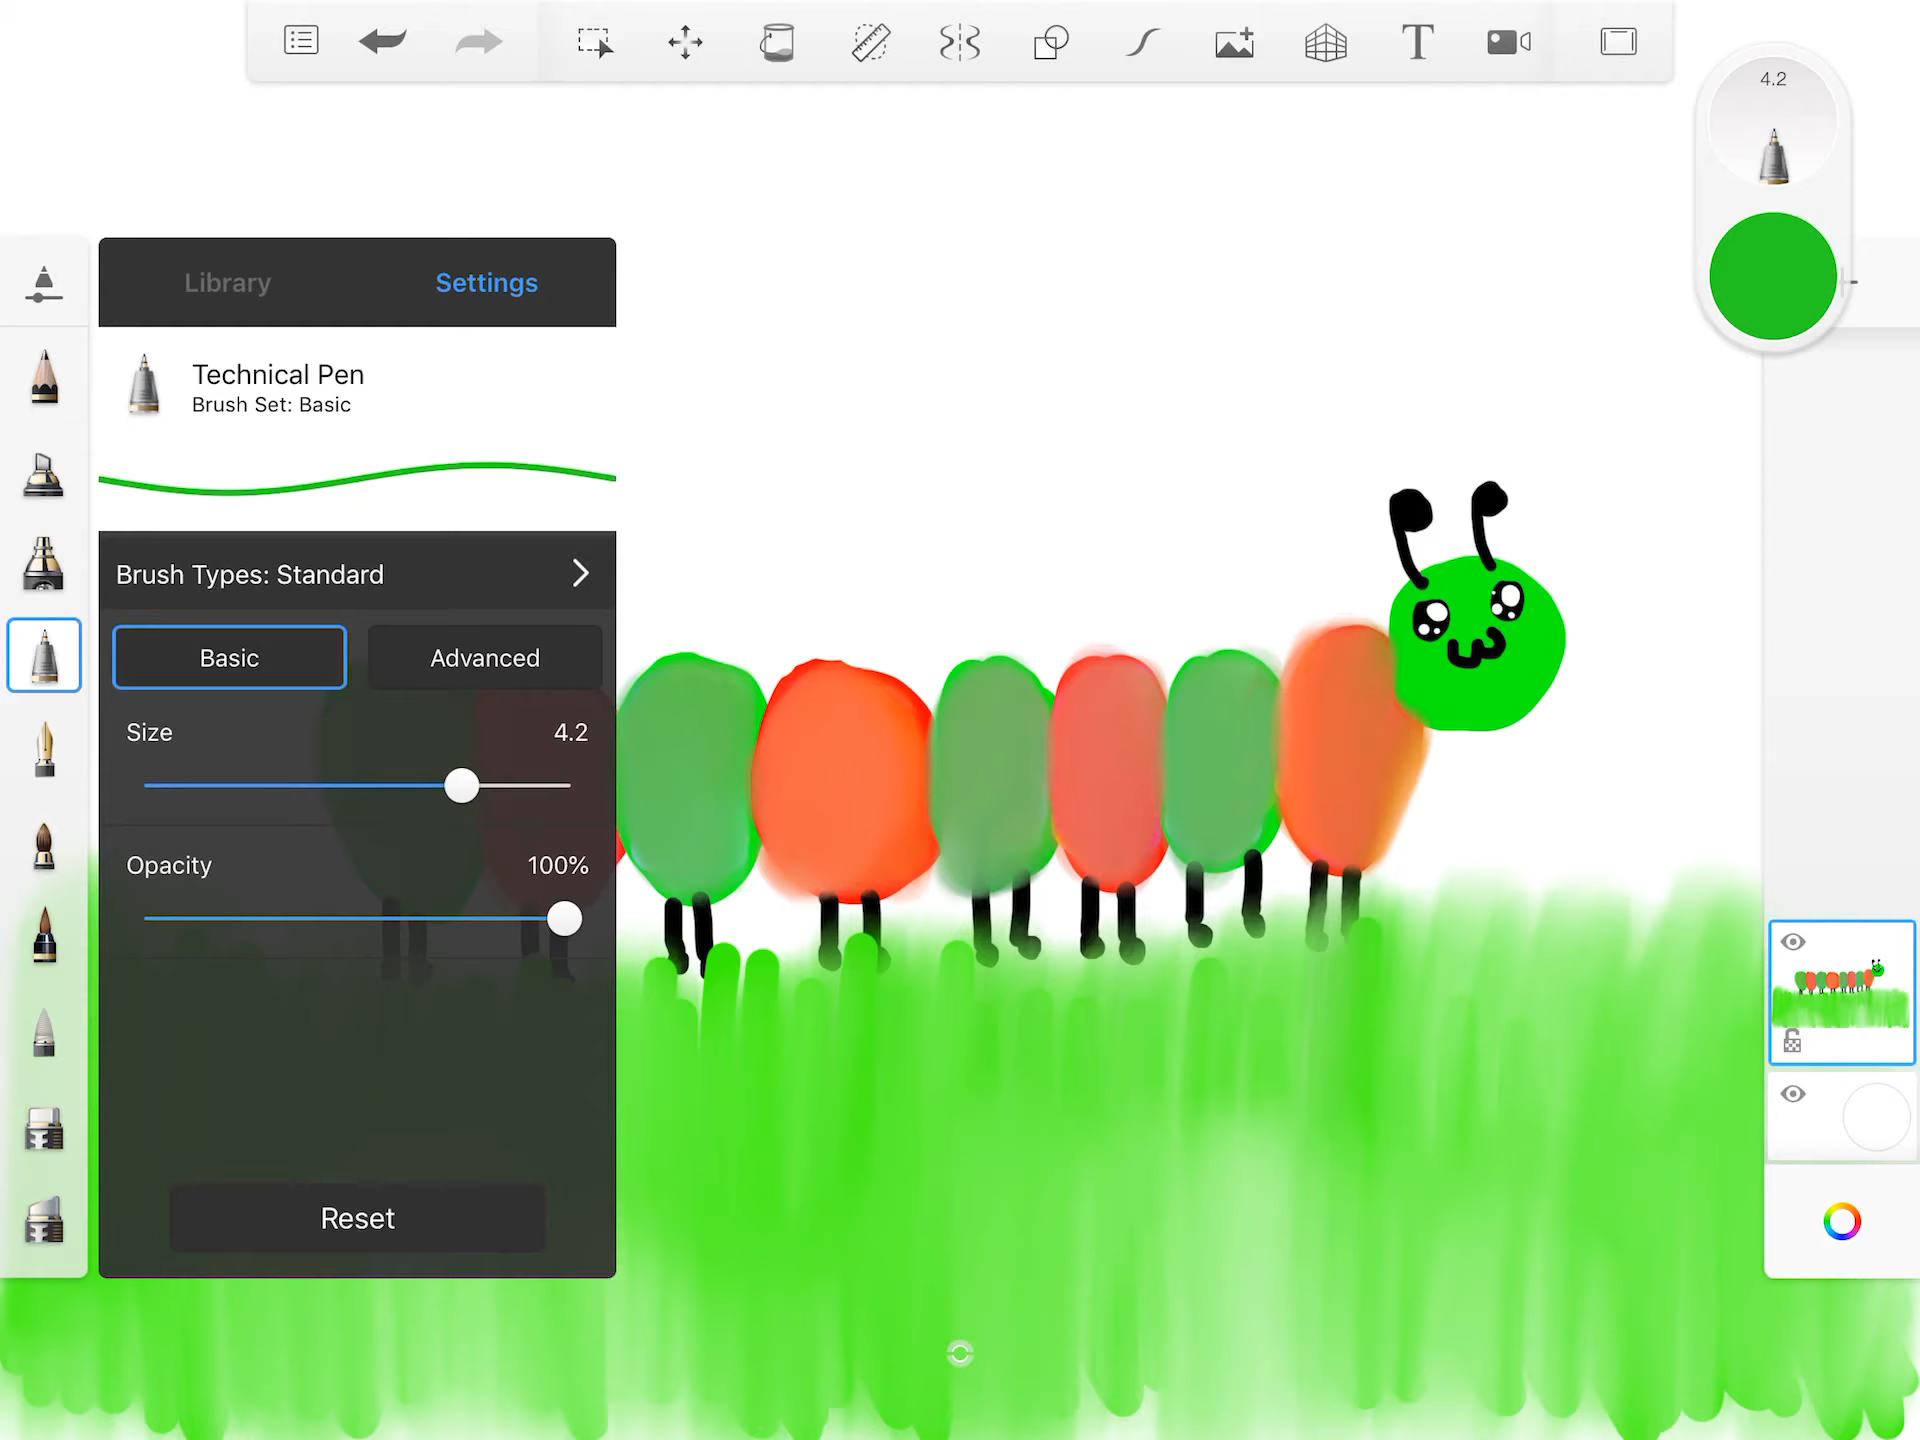 T
4.2
Library Settings
Technical Pen
Brush Set: Basic
Brush Types: Standard
Basic Advanced
Size 4.2
Opacity 100%
Reset